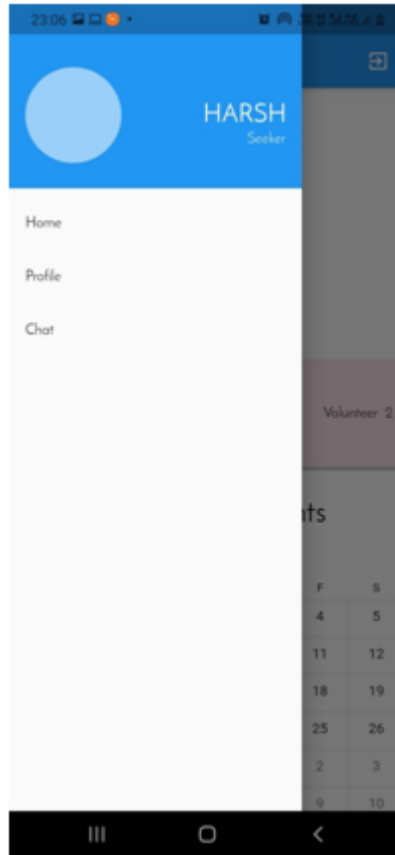 23:06
HARSH
Seeker
Home
Profile
Chat
Volunteer 2
nts
F S
4 5
11 12
18 19
25 26
2 3
9 10